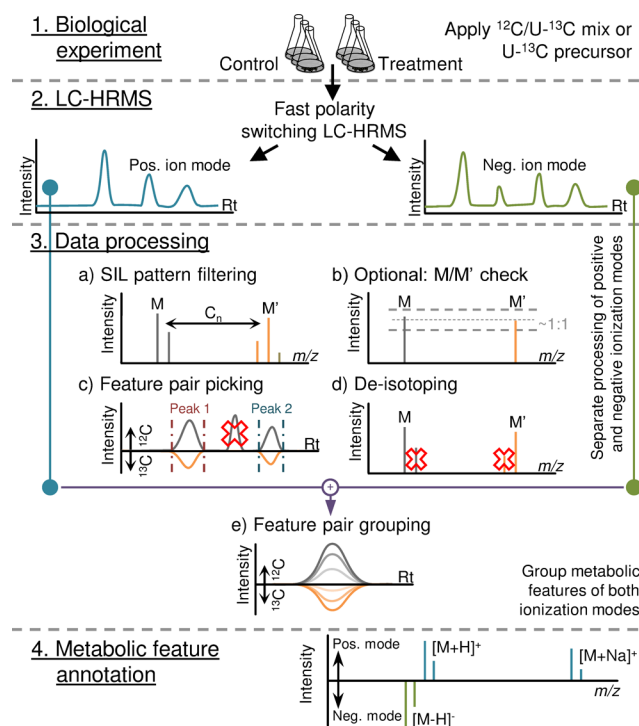 1. Biological
experiment
Control
Treatment
Apply ¹²C/U-¹³C mix or
U-¹³C precursor
2. LC-HRMS
Fast polarity
switching LC-HRMS
Intensity
Pos. ion mode
Rt
Intensity
Neg. ion mode
Rt
3. Data processing
a) SIL pattern filtering
Intensity
M
Cₙ
M'
m/z
b) Optional: M/M' check
Intensity
M
M'
~1:1
m/z
c) Feature pair picking
Intensity
¹²C
¹³C
Peak 1
Peak 2
Rt
d) De-isotoping
Intensity
M
M'
m/z
Separate processing of positive
and negative ionization modes
+
e) Feature pair grouping
Intensity
¹²C
¹³C
Rt
Group metabolic
features of both
ionization modes
4. Metabolic feature
annotation
Intensity
Pos. mode
[M+H]⁺
[M+Na]⁺
m/z
Neg. mode
[M-H]⁻